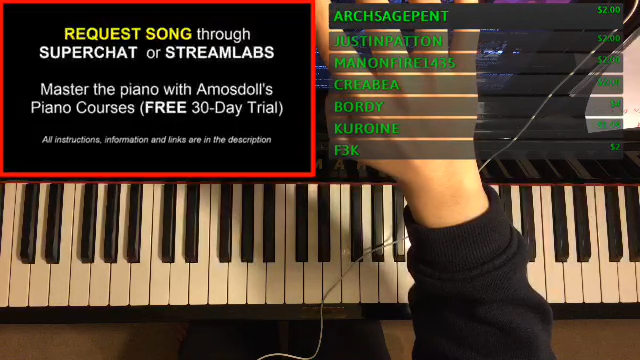 REQUEST SONG through
SUPERCHAT or STREAMLABS
Master the piano with Amosdoll's
Piano Courses (FREE 30-Day Trial)
All instructions, information and links are in the description
ARCHSAGEPENT $2.00
JUSTINPATTON $2.00
MANONF1RE1435
CREABEA
BORDY
KUROINE
F3K $2